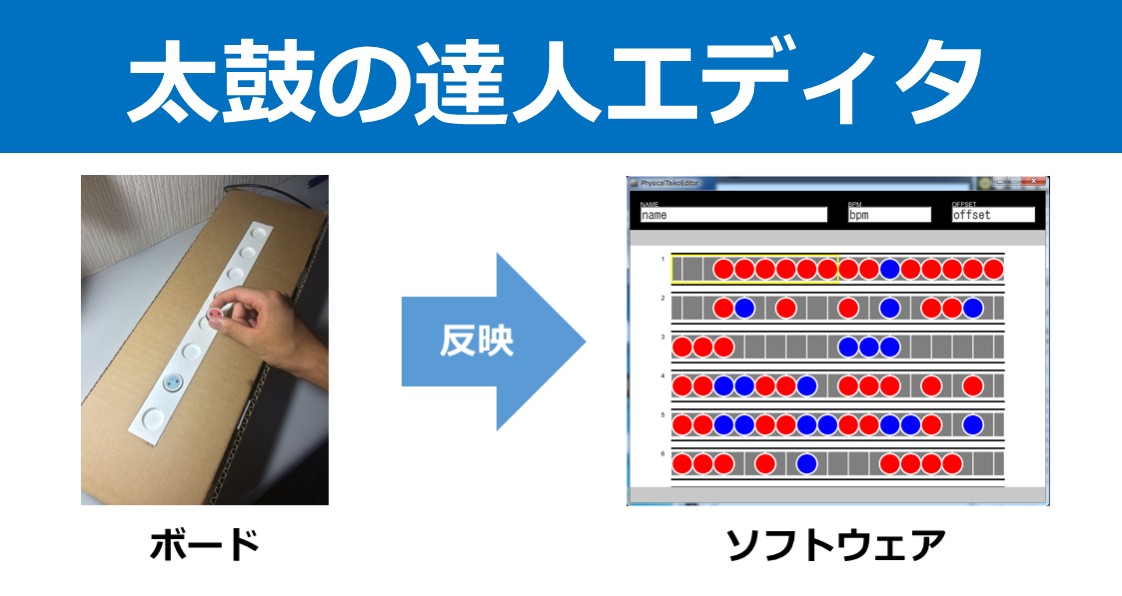 太鼓の達人エディタ
PhysicalTaikoEditor
NAME
BPM
OFFSET
name
bpm
offset
反映
1
2
3
4
5
6
ボード
ソフトウェア